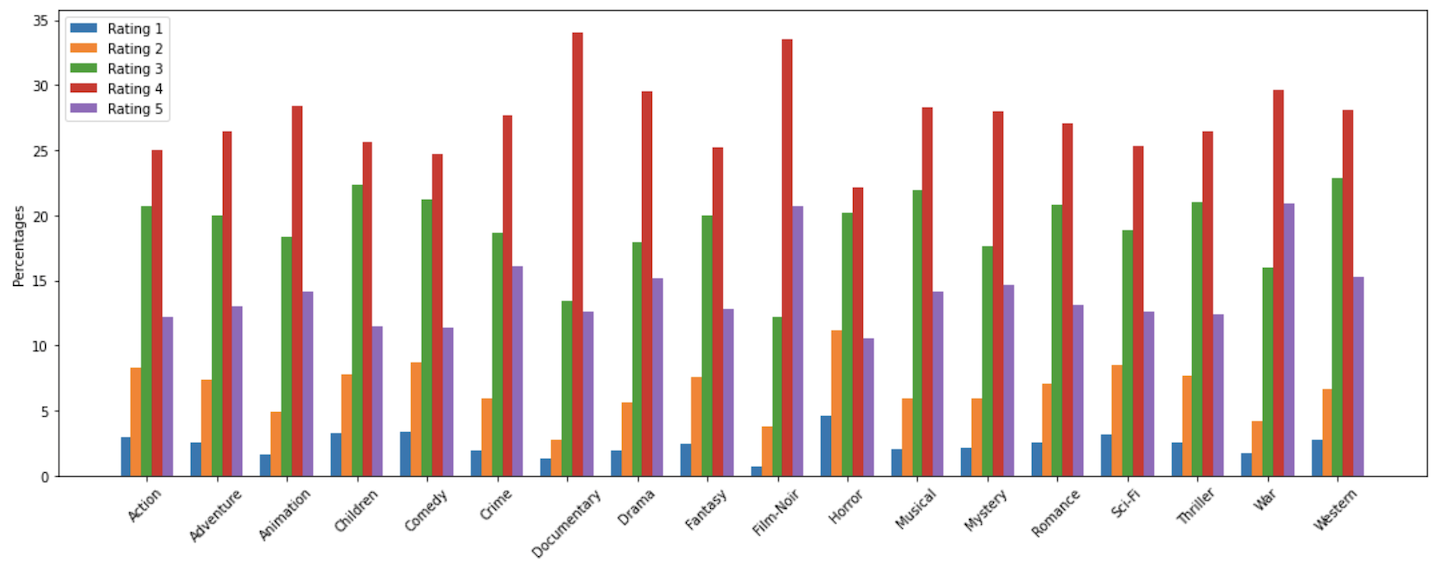 35
30
25
20
15
10
5
0
Percentages
Rating 1
Rating 2
Rating 3
Rating 4
Rating 5
Action
Adventure
Animation
Children
Comedy
Crime
Documentary
Drama
Fantasy
Film-Noir
Horror
Musical
Mystery
Romance
Sci-Fi
Thriller
War
Western